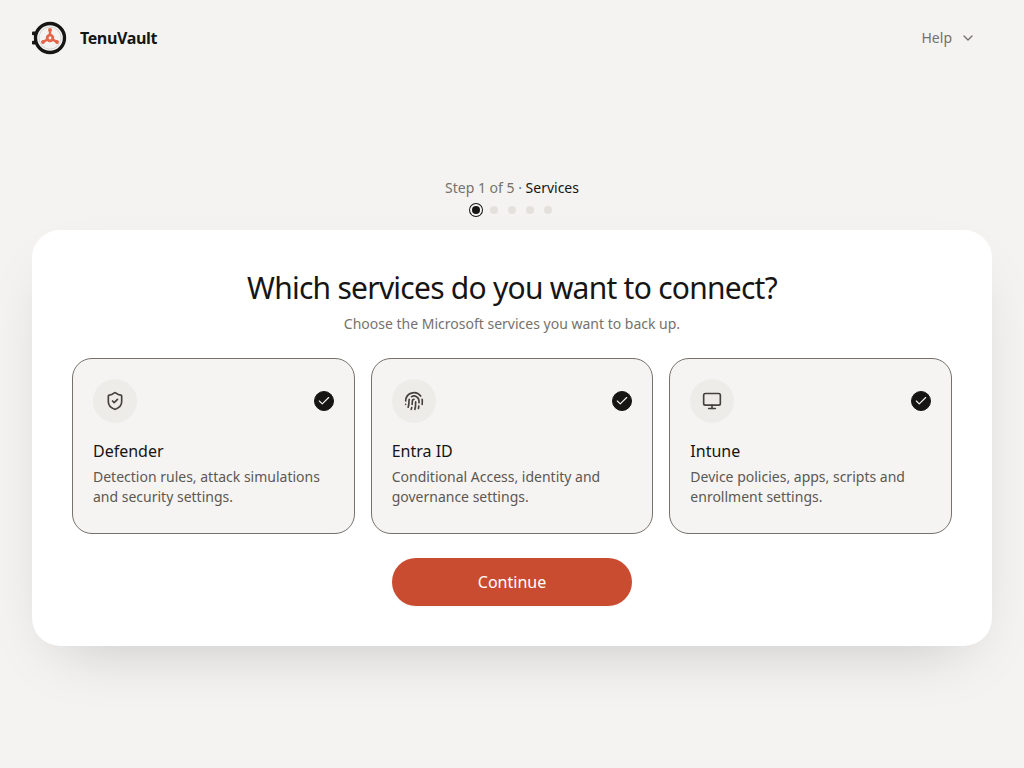 TenuVault
Help
Step 1 of 5 · Services
Which services do you want to connect?
Choose the Microsoft services you want to back up.
Defender
Detection rules, attack simulations
and security settings.
Entra ID
Conditional Access, identity and
governance settings.
Intune
Device policies, apps, scripts and
enrollment settings.
Continue